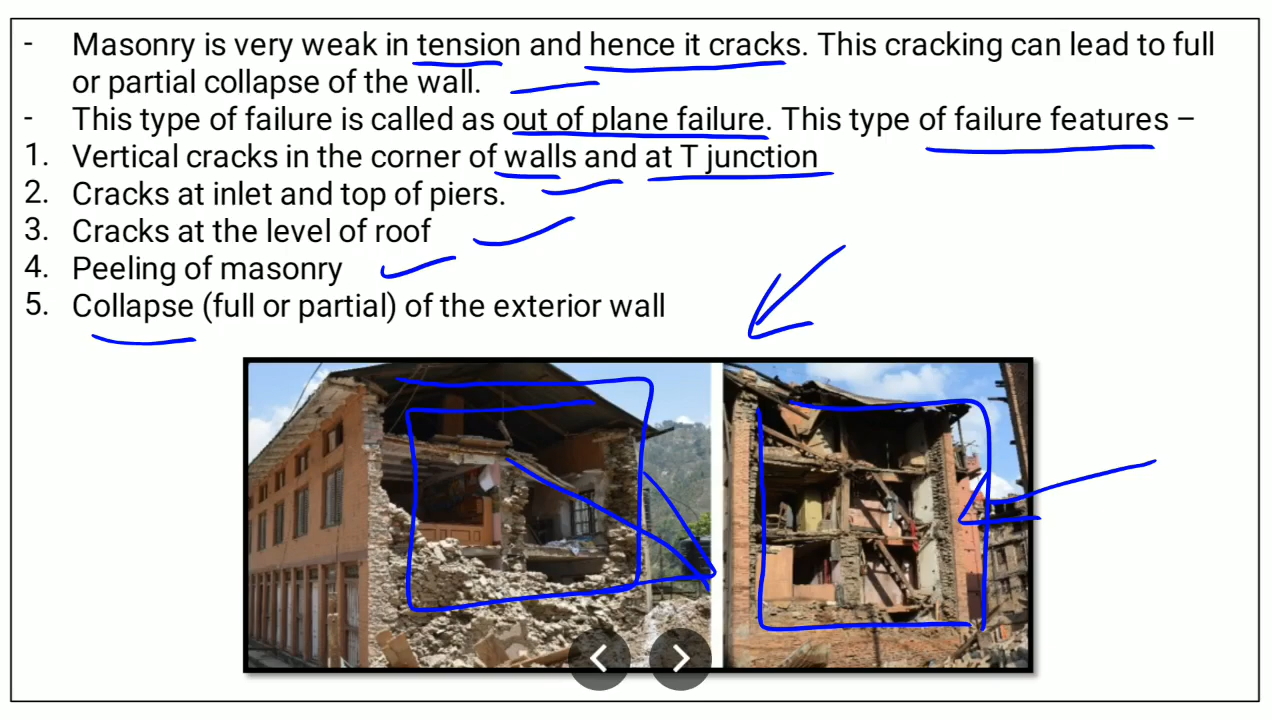 - Masonry is very weak in tension and hence it cracks. This cracking can lead to full
or partial collapse of the wall.
- This type of failure is called as out of plane failure. This type of failure features –
1. Vertical cracks in the corner of walls and at T junction
2. Cracks at inlet and top of piers.
3. Cracks at the level of roof
4. Peeling of masonry
5. Collapse (full or partial) of the exterior wall